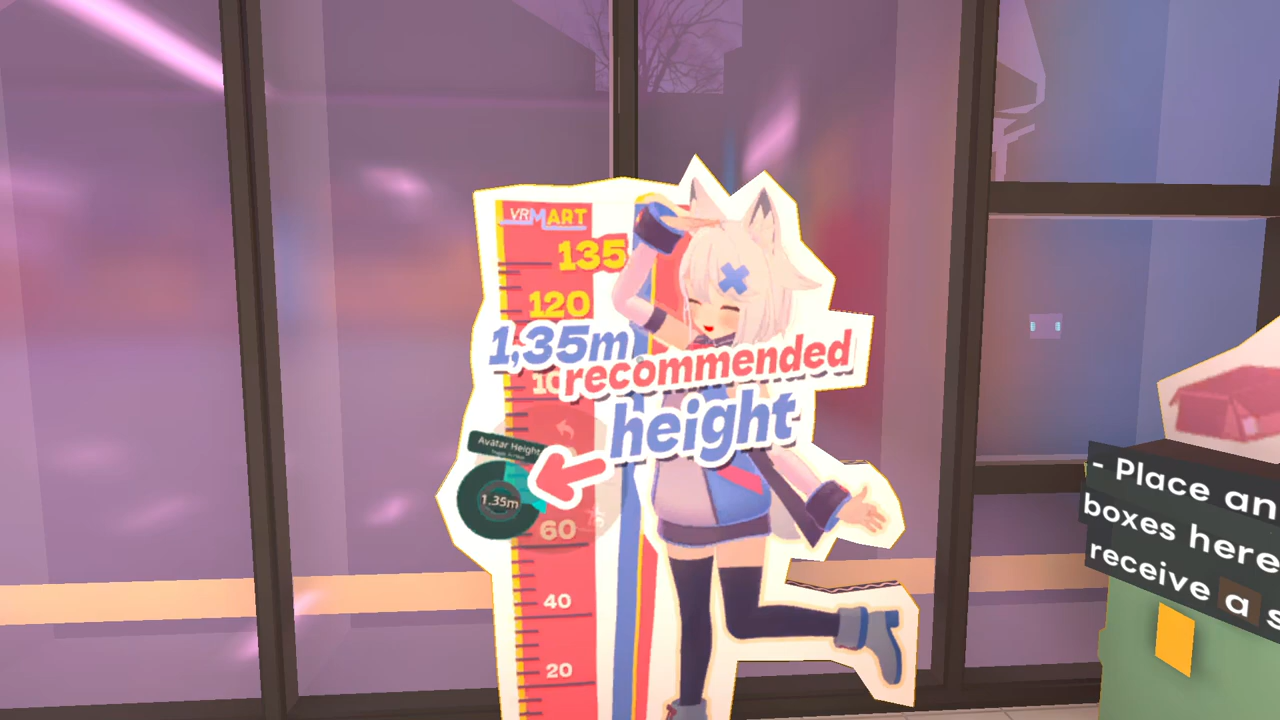 VRMART
135
120
1,35m
recommended
height
10
Avatar Height
1.35m
60
40
20
- Place an
boxes here
receive a s